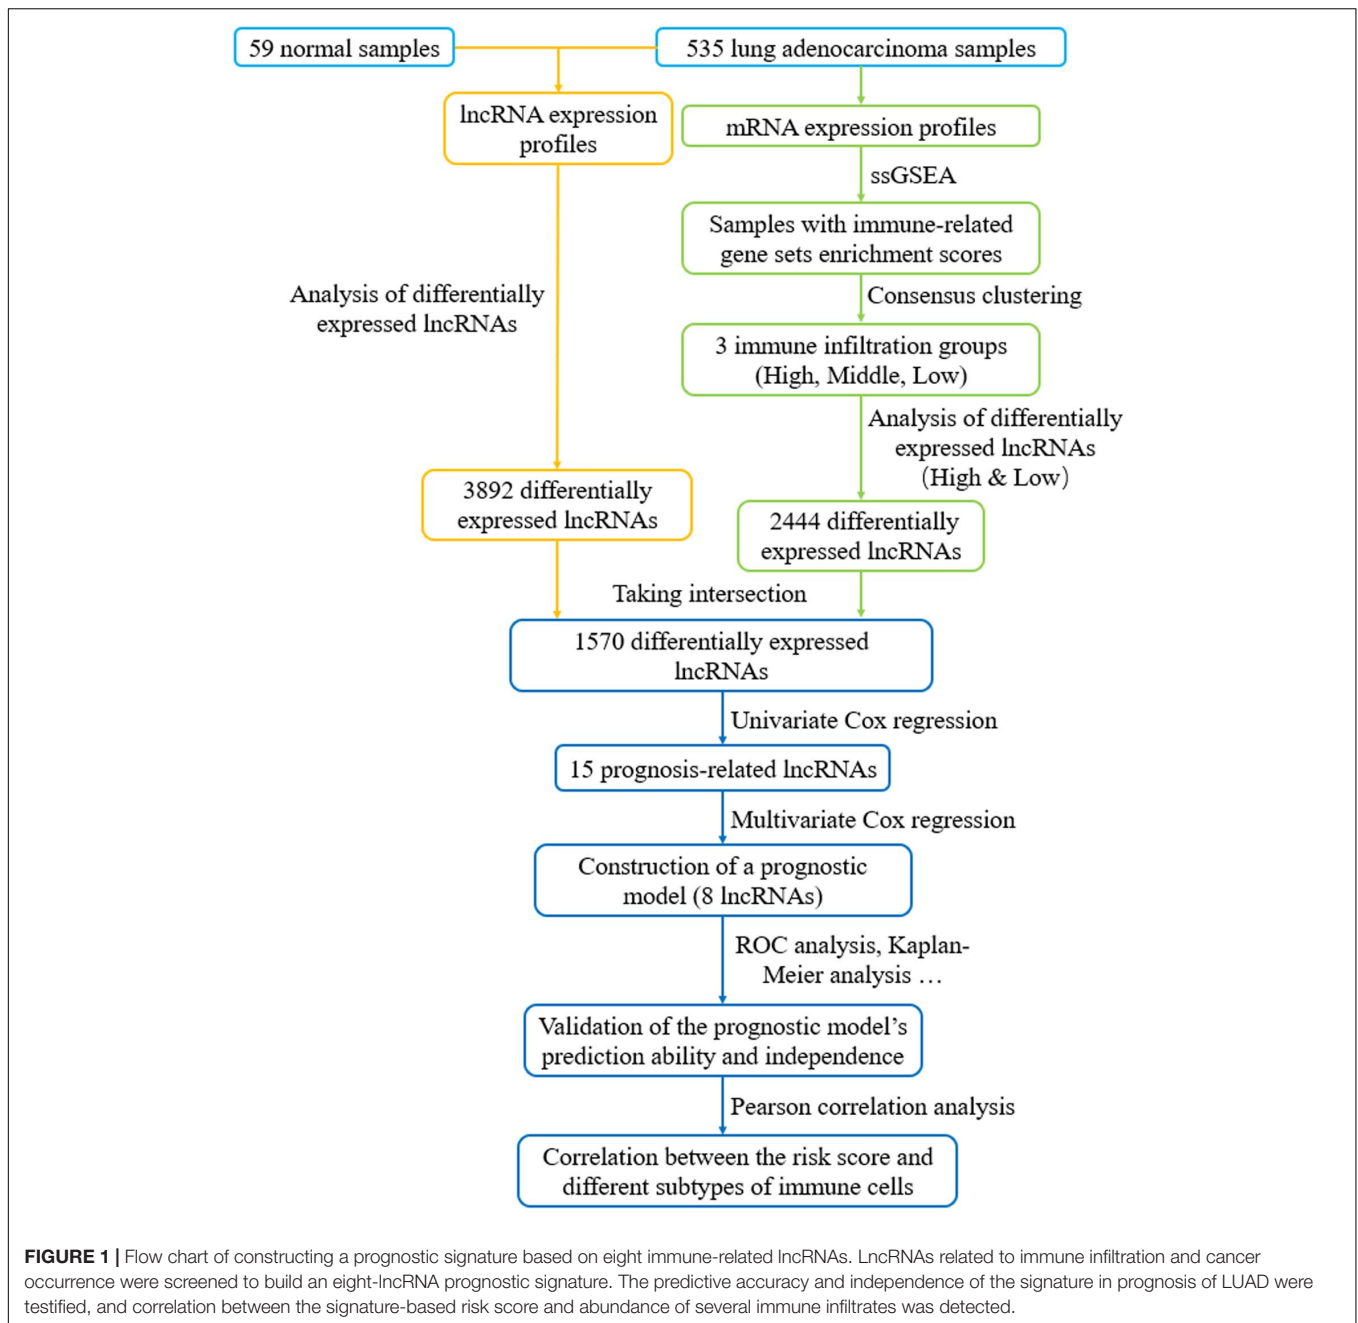 59 normal samples
535 lung adenocarcinoma samples
lncRNA expression
profiles
mRNA expression profiles
ssGSEA
Samples with immune-related
gene sets enrichment scores
Analysis of differentially
expressed lncRNAs
Consensus clustering
3 immune infiltration groups
(High, Middle, Low)
Analysis of differentially
expressed lncRNAs
（High & Low）
3892 differentially
expressed lncRNAs
2444 differentially
expressed lncRNAs
Taking intersection
1570 differentially expressed
lncRNAs
Univariate Cox regression
15 prognosis-related lncRNAs
Multivariate Cox regression
Construction of a prognostic
model (8 lncRNAs)
ROC analysis, Kaplan-
Meier analysis …
Validation of the prognostic model’s
prediction ability and independence
Pearson correlation analysis
Correlation between the risk score and
different subtypes of immune cells
FIGURE 1 | Flow chart of constructing a prognostic signature based on eight immune-related lncRNAs. LncRNAs related to immune infiltration and cancer
occurrence were screened to build an eight-lncRNA prognostic signature. The predictive accuracy and independence of the signature in prognosis of LUAD were
testified, and correlation between the signature-based risk score and abundance of several immune infiltrates was detected.